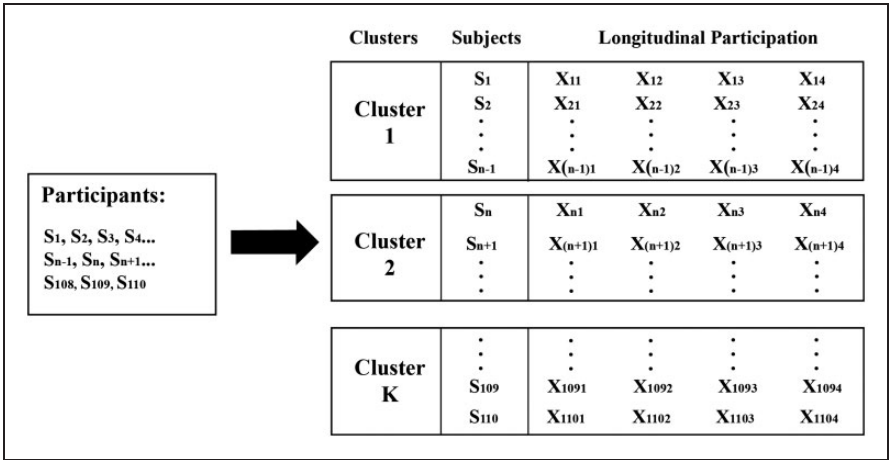 Clusters Subjects Longitudinal Participation
Cluster 1
S1 X11 X12 X13 X14
S2 X21 X22 X23 X24
Sn-1 X(n-1)1 X(n-1)2 X(n-1)3 X(n-1)4
Participants:
S1, S2, S3, S4...
Sn-1, Sn, Sn+1...
S108, S109, S110
Cluster 2
Sn Xn1 Xn2 Xn3 Xn4
Sn+1 X(n+1)1 X(n+1)2 X(n+1)3 X(n+1)4
Cluster K
S109 X1091 X1092 X1093 X1094
S110 X1101 X1102 X1103 X1104